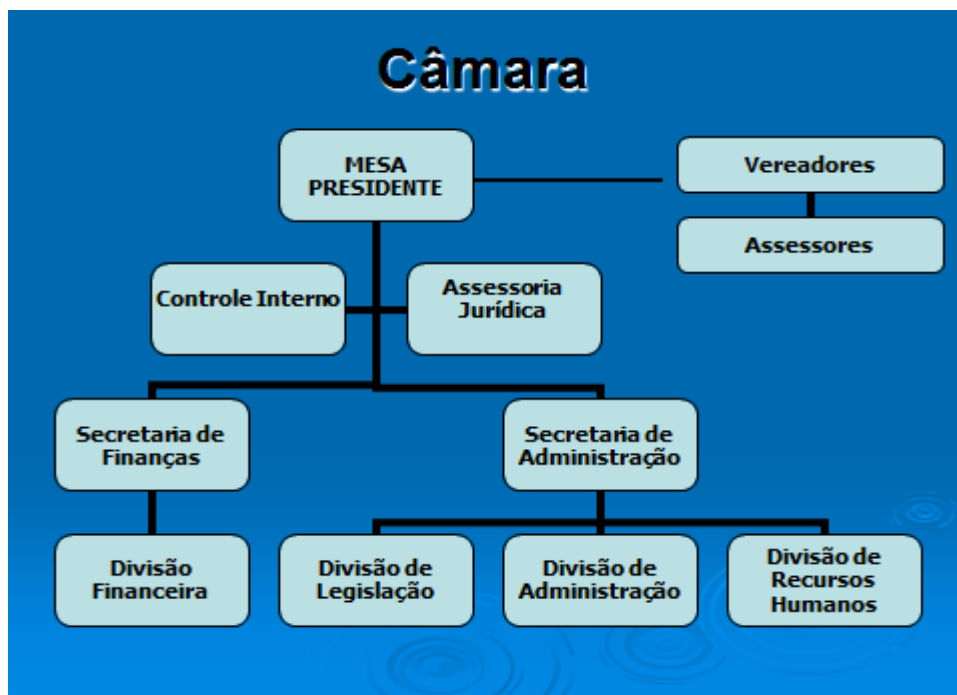 Câmara
MESA
PRESIDENTE
Vereadores
Assessores
Controle Interno
Assessoria
Jurídica
Secretaria de
Finanças
Secretaria de
Administração
Divisão
Financeira
Divisão de
Legislação
Divisão de
Administração
Divisão de
Recursos
Humanos